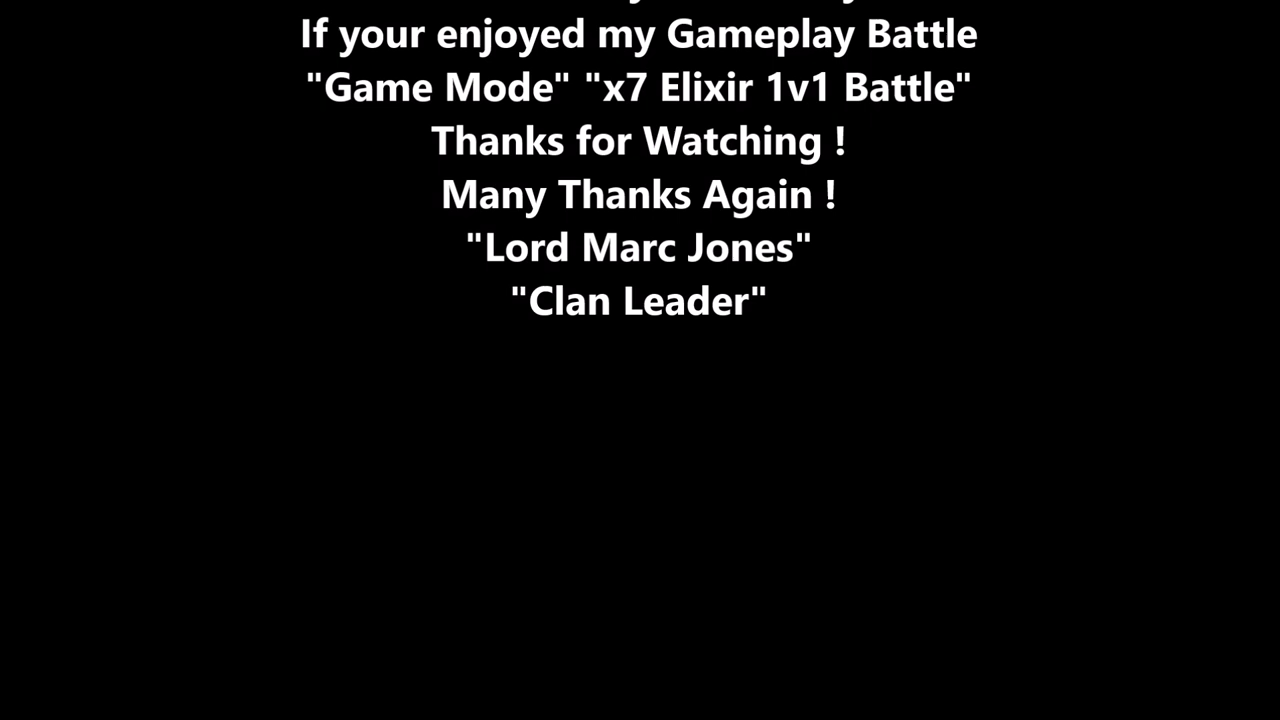 If your enjoyed my Gameplay Battle
"Game Mode" "x7 Elixir 1v1 Battle"
Thanks for Watching !
Many Thanks Again !
"Lord Marc Jones"
"Clan Leader"